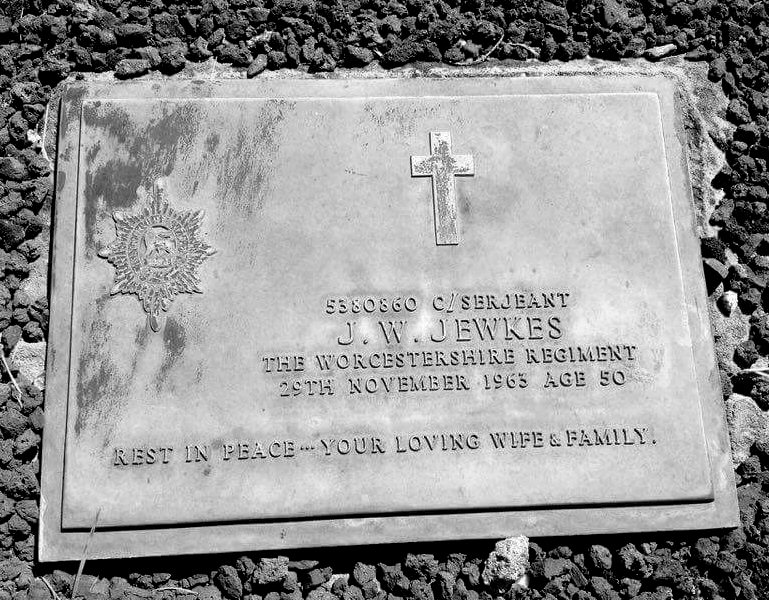 5380860 C/SERJEANT
J. W. JEWKES
THE WORCESTERSHIRE REGIMENT
29TH NOVEMBER 1963 AGE 50
REST IN PEACE---YOUR LOVING WIFE & FAMILY.